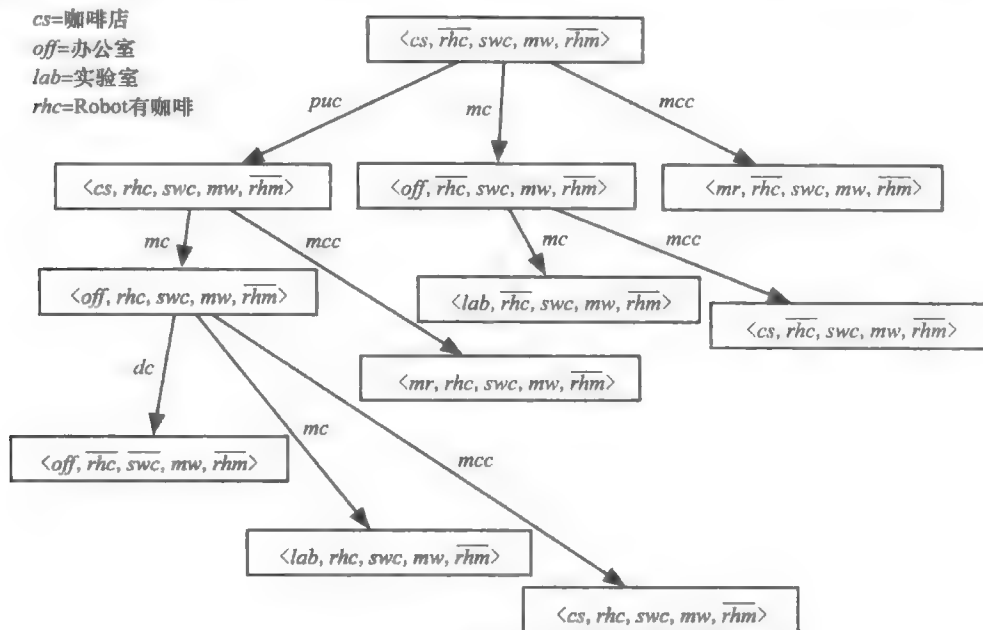 cs=咖啡店
off=办公室
lab=实验室
rhc=Robot有咖啡
⟨cs, r̅h̅c̅, swc, mw, r̅h̅m̅⟩
puc
mc
mcc
⟨cs, rhc, swc, mw, r̅h̅m̅⟩
⟨off, r̅h̅c̅, swc, mw, r̅h̅m̅⟩
⟨mr, r̅h̅c̅, swc, mw, r̅h̅m̅⟩
mc
mcc
mc
mcc
⟨off, rhc, swc, mw, r̅h̅m̅⟩
⟨lab, r̅h̅c̅, swc, mw, r̅h̅m̅⟩
⟨cs, r̅h̅c̅, swc, mw, r̅h̅m̅⟩
dc
⟨mr, rhc, swc, mw, r̅h̅m̅⟩
mc
mcc
⟨off, r̅h̅c̅, s̅w̅c̅, mw, r̅h̅m̅⟩
⟨lab, rhc, swc, mw, r̅h̅m̅⟩
⟨cs, rhc, swc, mw, r̅h̅m̅⟩